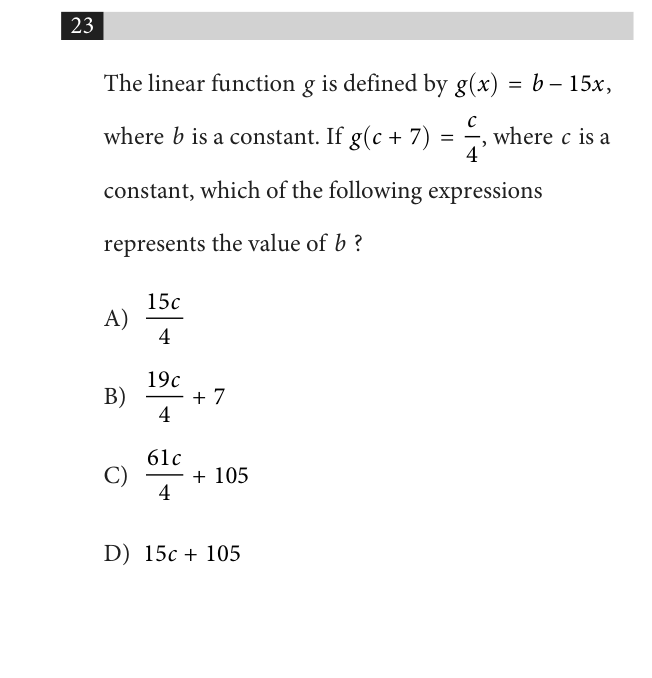 23
The linear function g is defined by g(x) = b – 15x,
where b is a constant. If g(c + 7) = c/4, where c is a
constant, which of the following expressions
represents the value of b ?
A) 15c/4
B) 19c/4 + 7
C) 61c/4 + 105
D) 15c + 105